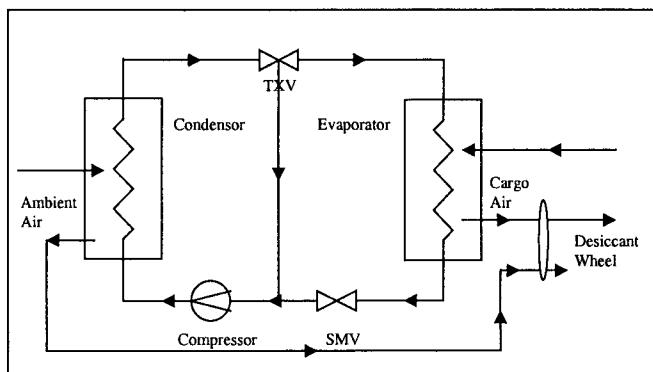 TXV
Condensor
Evaporator
Ambient
Air
Cargo
Air
Desiccant
Wheel
Compressor
SMV